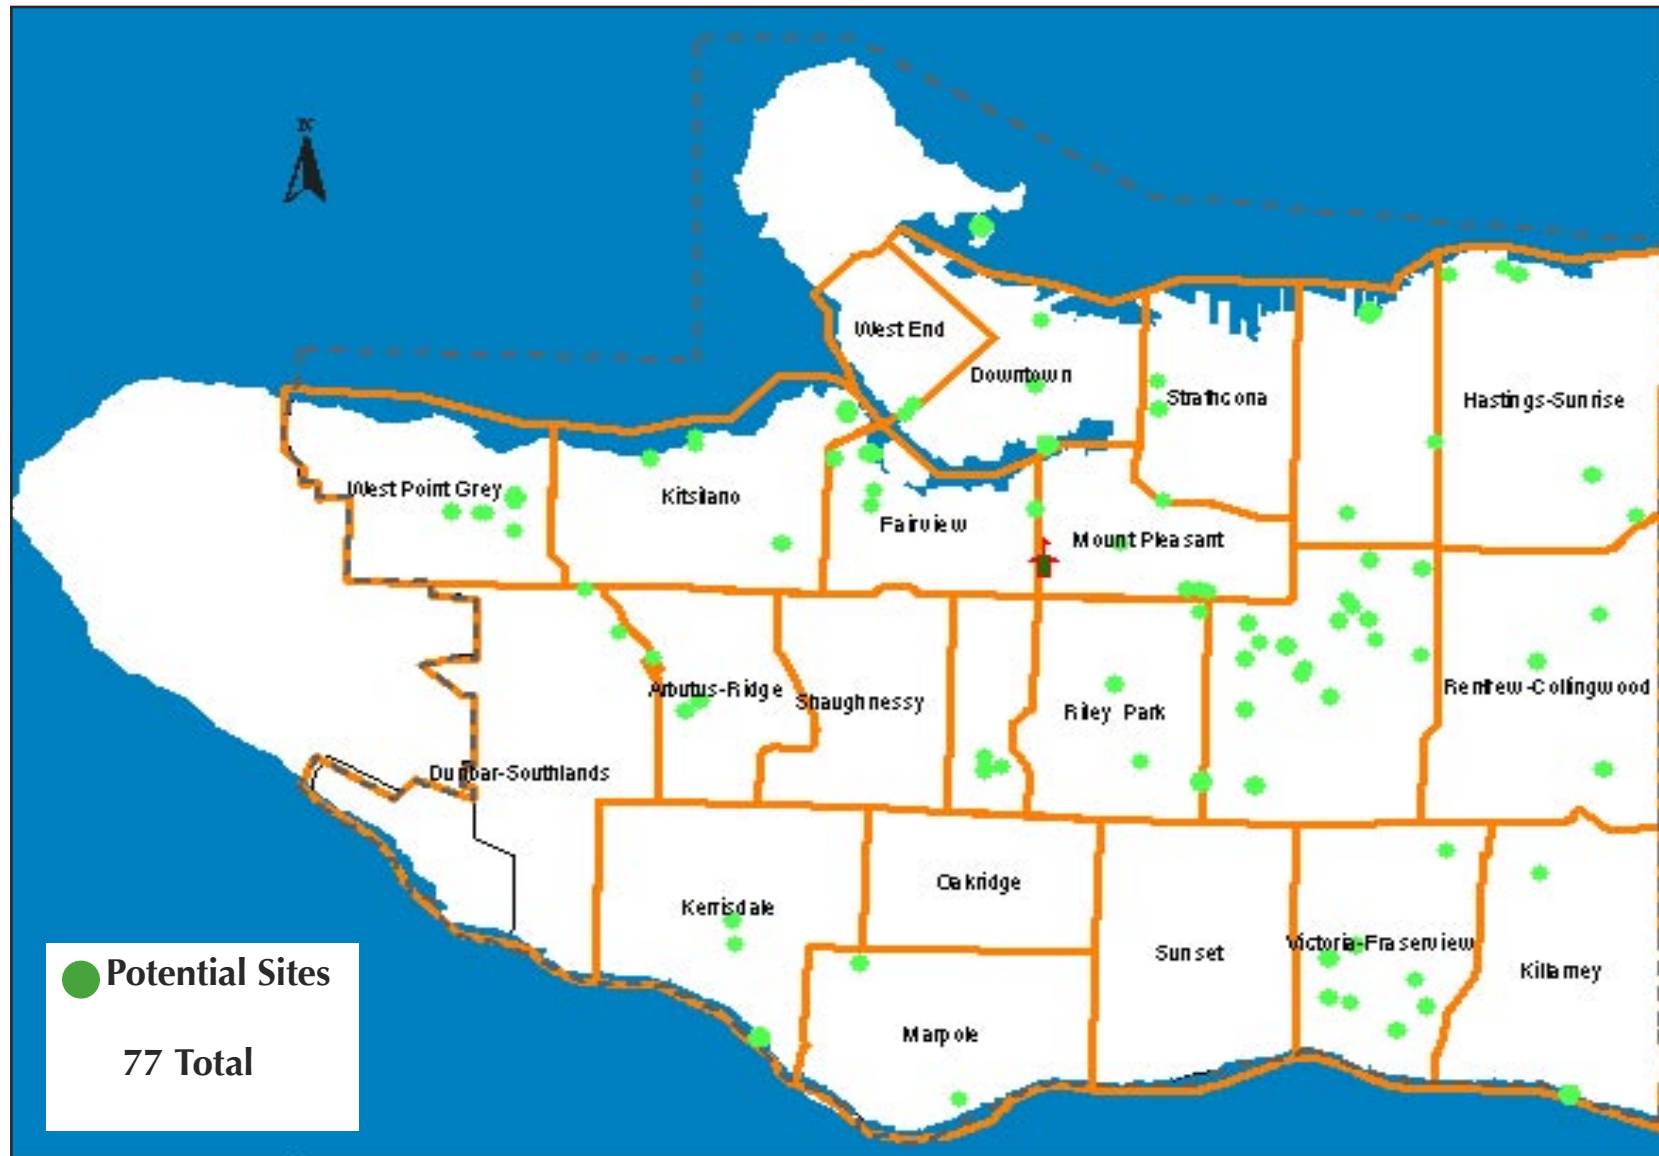 N
West End
Downtown
Strathcona
Hastings-Sunrise
West Point Grey
Kitsilano
Fairview
Mount Pleasant
Arbutus-Ridge
Shaughnessy
Riley Park
Renfrew-Collingwood
Dunbar-Southlands
Oakridge
Kerrisdale
Sunset
Victoria-Fraserview
Killarney
Marpole
Potential Sites
77 Total